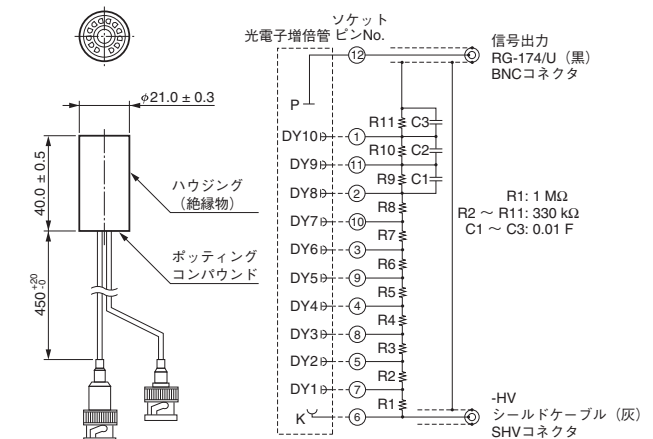 ソケット
光電子増倍管 ピンNo.
信号出力
RG-174/U（黒）
BNCコネクタ
12
P
φ21.0 ± 0.3
40.0 ± 0.5
450 +20 -0
ハウジング
（絶縁物）
ポッティング
コンパウンド
R11 C3
DY10 1
R10 C2
DY9 11
R9 C1
DY8 2
R8
DY7 10
R7
DY6 3
R6
DY5 9
R5
DY4 4
R4
DY3 8
R3
DY2 5
R2
DY1 7
R1
K 6
R1: 1 MΩ
R2 ～ R11: 330 kΩ
C1 ～ C3: 0.01 F
-HV
シールドケーブル（灰）
SHVコネクタ